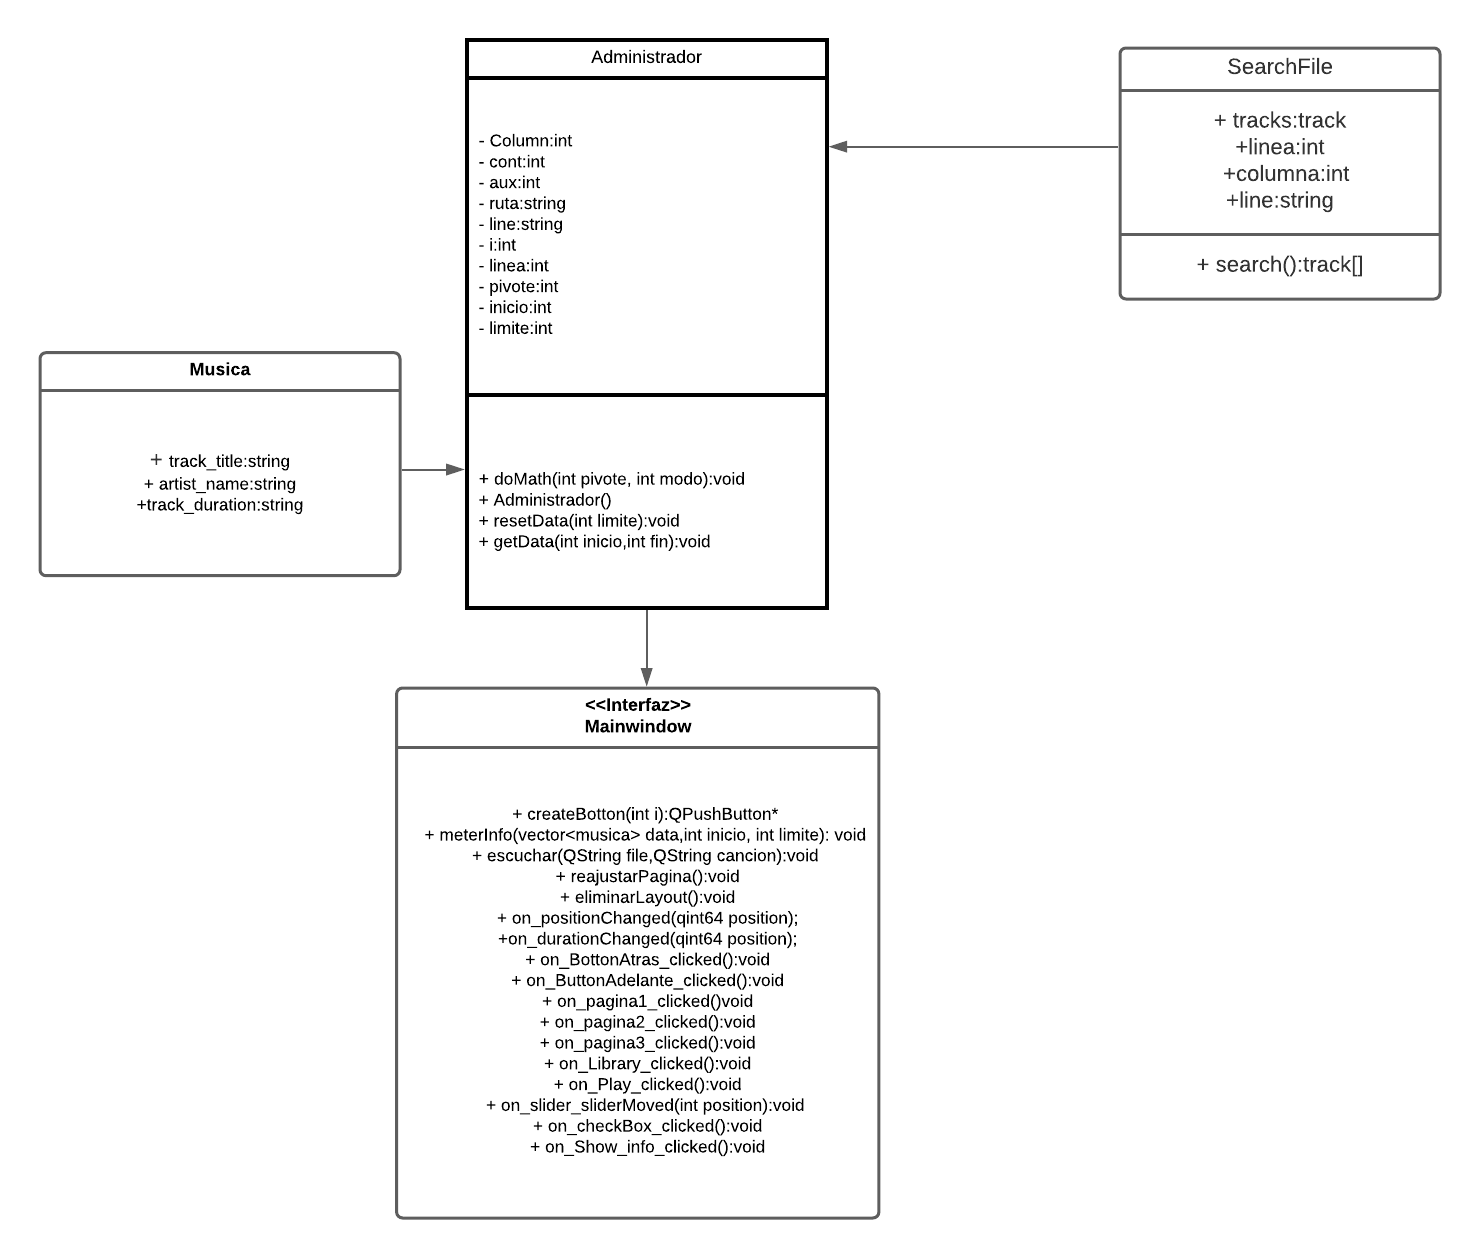 Administrador
- Column:int
- cont:int
- aux:int
- ruta:string
- line:string
- i:int
- linea:int
- pivote:int
- inicio:int
- limite:int
+ doMath(int pivote, int modo):void
+ Administrador()
+ resetData(int limite):void
+ getData(int inicio,int fin):void
SearchFile
+ tracks:track
+linea:int
+columna:int
+line:string
+ search():track[]
Musica
+ track_title:string
+ artist_name:string
+track_duration:string
<<Interfaz>>
Mainwindow
+ createBotton(int i):QPushButton*
+ meterInfo(vector<musica> data,int inicio, int limite): void
+ escuchar(QString file,QString cancion):void
+ reajustarPagina():void
+ eliminarLayout():void
+ on_positionChanged(qint64 position);
+on_durationChanged(qint64 position);
+ on_BottonAtras_clicked():void
+ on_ButtonAdelante_clicked():void
+ on_pagina1_clicked()void
+ on_pagina2_clicked():void
+ on_pagina3_clicked():void
+ on_Library_clicked():void
+ on_Play_clicked():void
+ on_slider_sliderMoved(int position):void
+ on_checkBox_clicked():void
+ on_Show_info_clicked():void